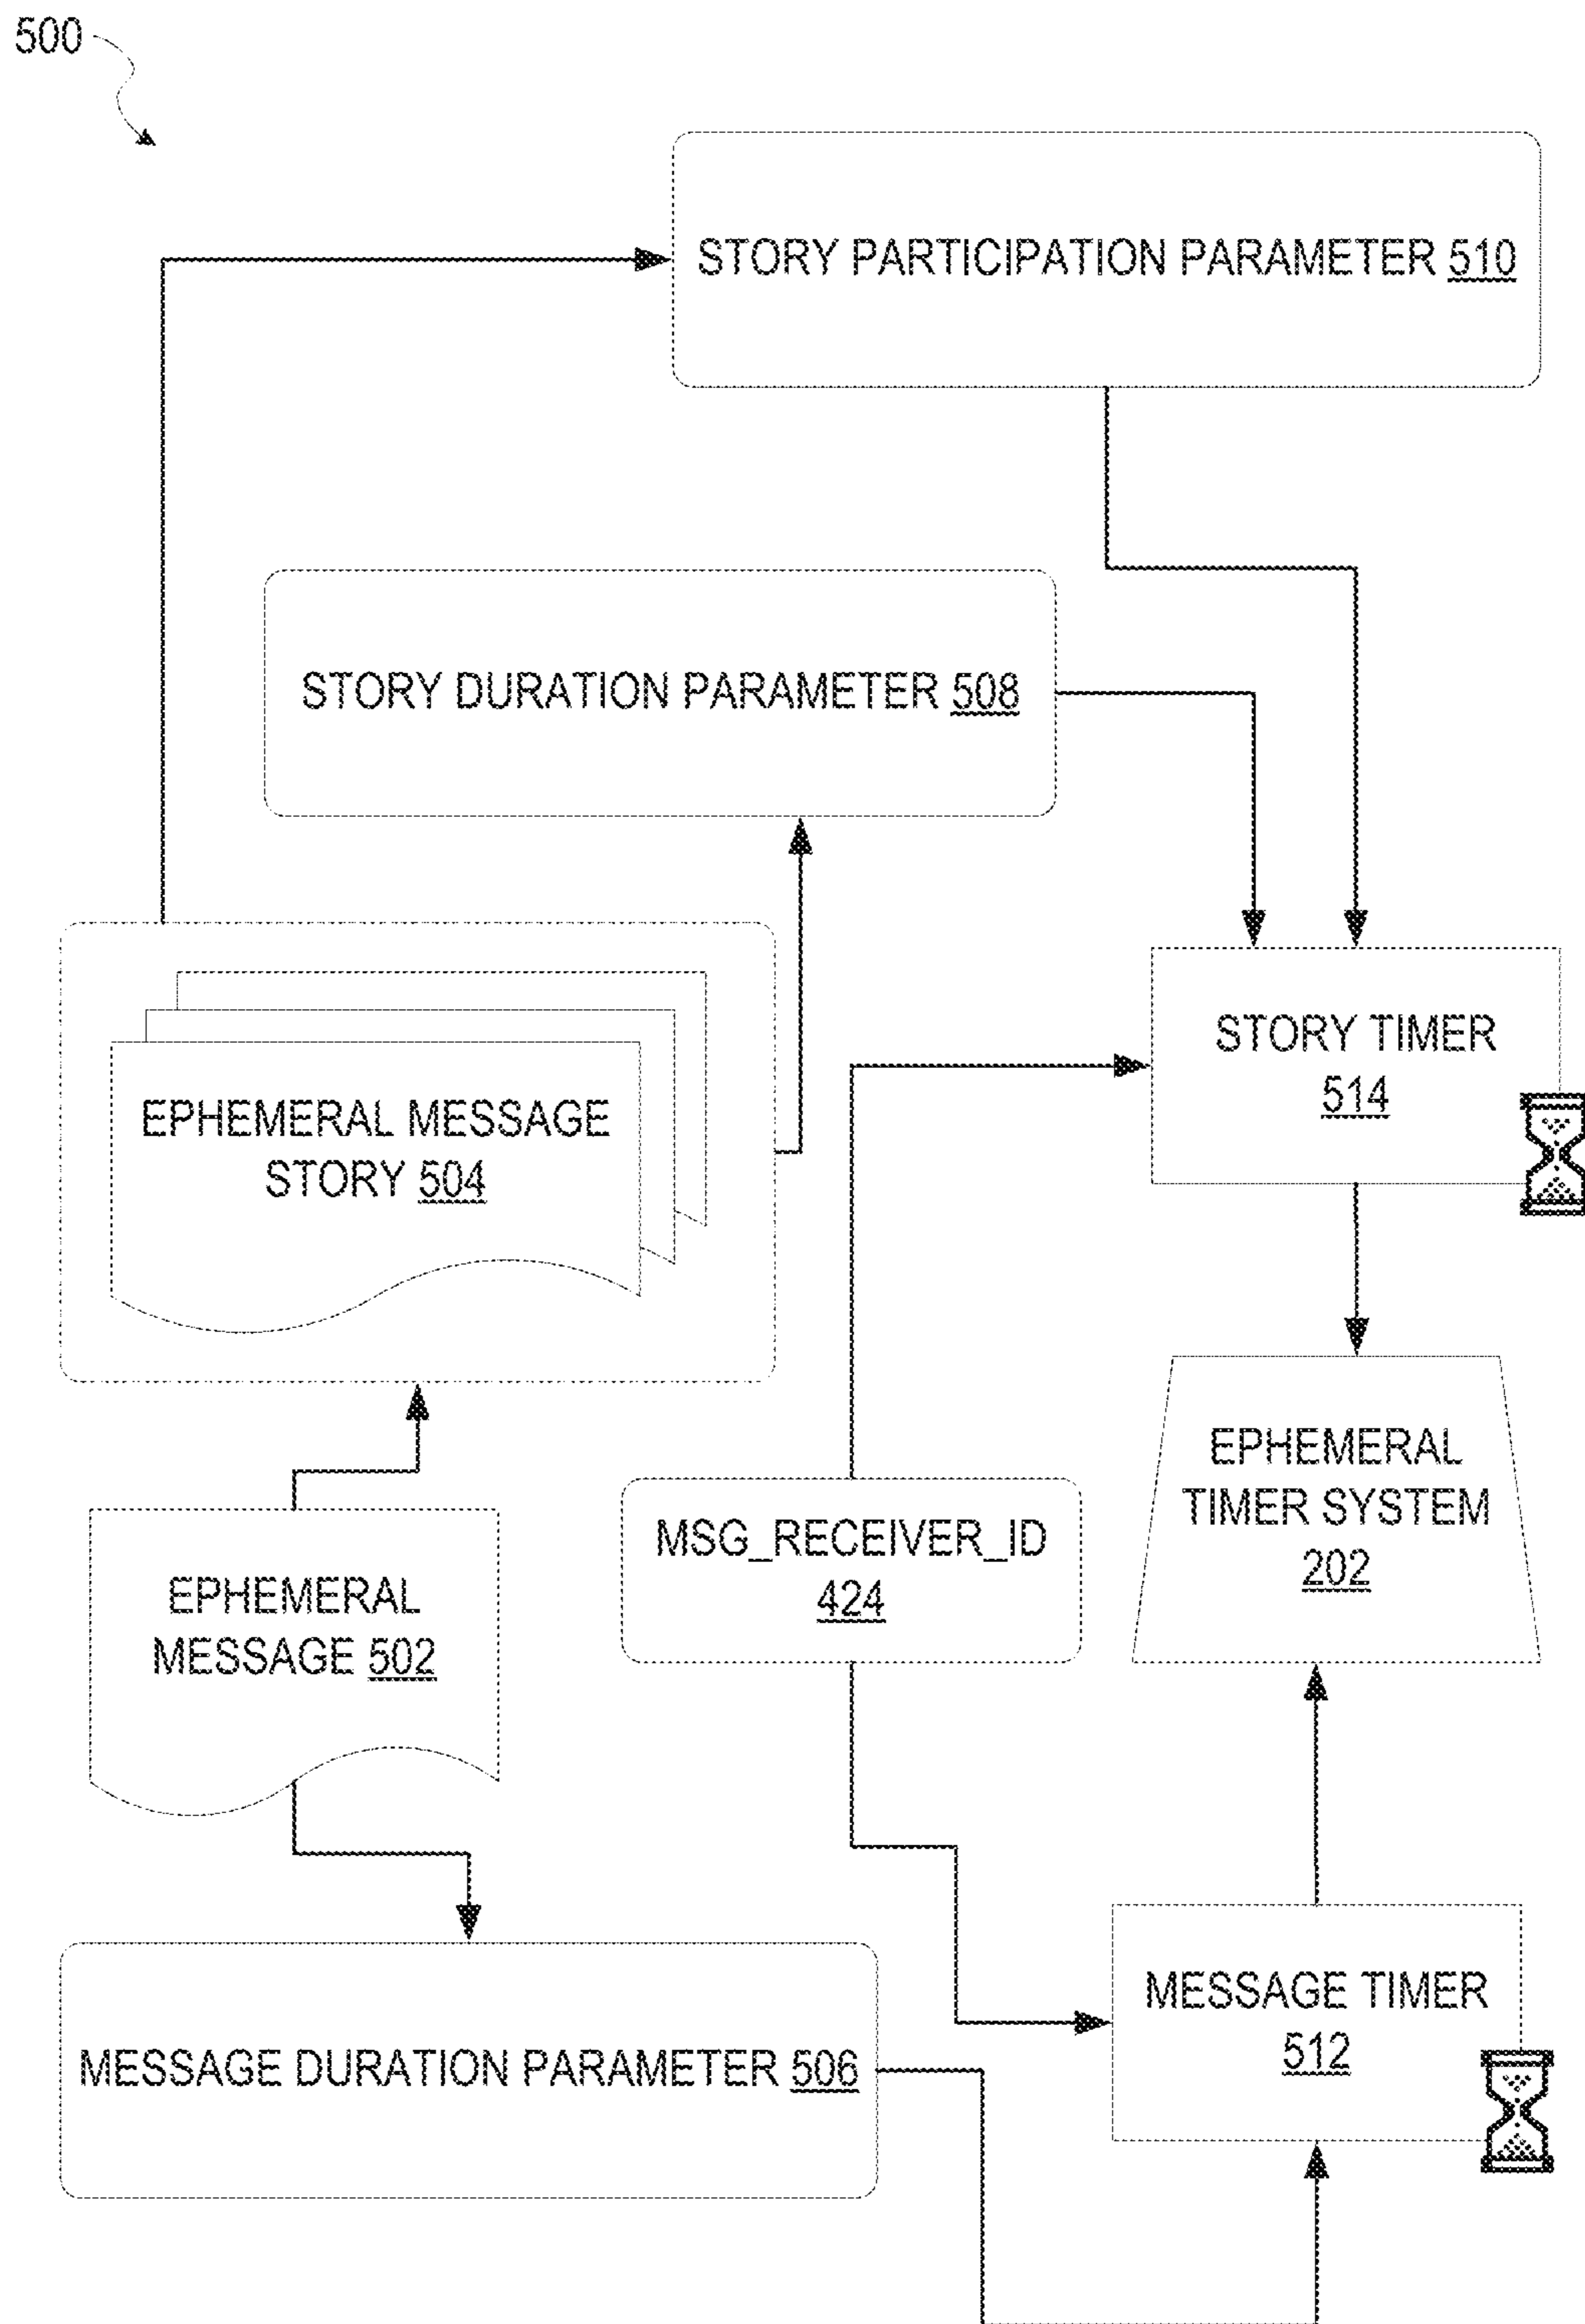 500
STORY PARTICIPATION PARAMETER 510
STORY DURATION PARAMETER 508
EPHEMERAL MESSAGE
STORY 504
STORY TIMER
514
EPHEMERAL
TIMER SYSTEM
202
MSG_RECEIVER_ID
424
EPHEMERAL
MESSAGE 502
MESSAGE TIMER
512
MESSAGE DURATION PARAMETER 506